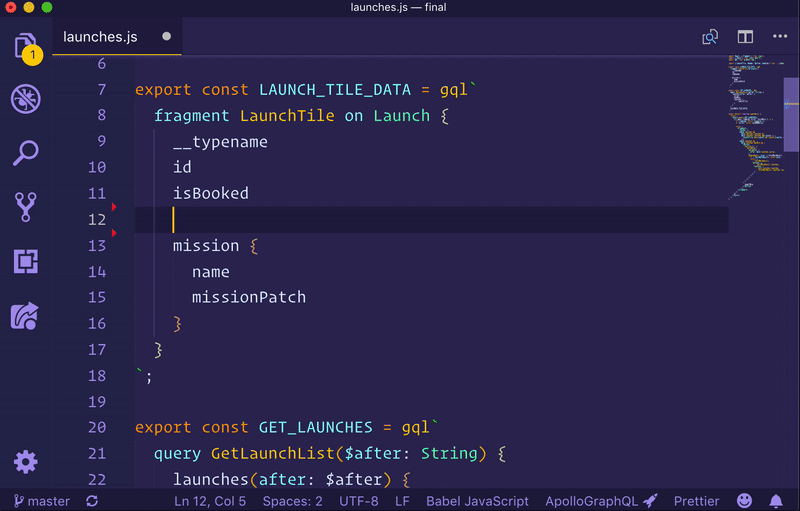 launches.js — final
launches.js
1
6
7 export const LAUNCH_TILE_DATA = gql`
8 fragment LaunchTile on Launch {
9 __typename
10 id
11 isBooked
12
13 mission {
14 name
15 missionPatch
16 }
17 }
18 `;
19
20 export const GET_LAUNCHES = gql`
21 query GetLaunchList($after: String) {
22 launches(after: $after) {
master Ln 12, Col 5 Spaces: 2 UTF-8 LF Babel JavaScript ApolloGraphQL Prettier